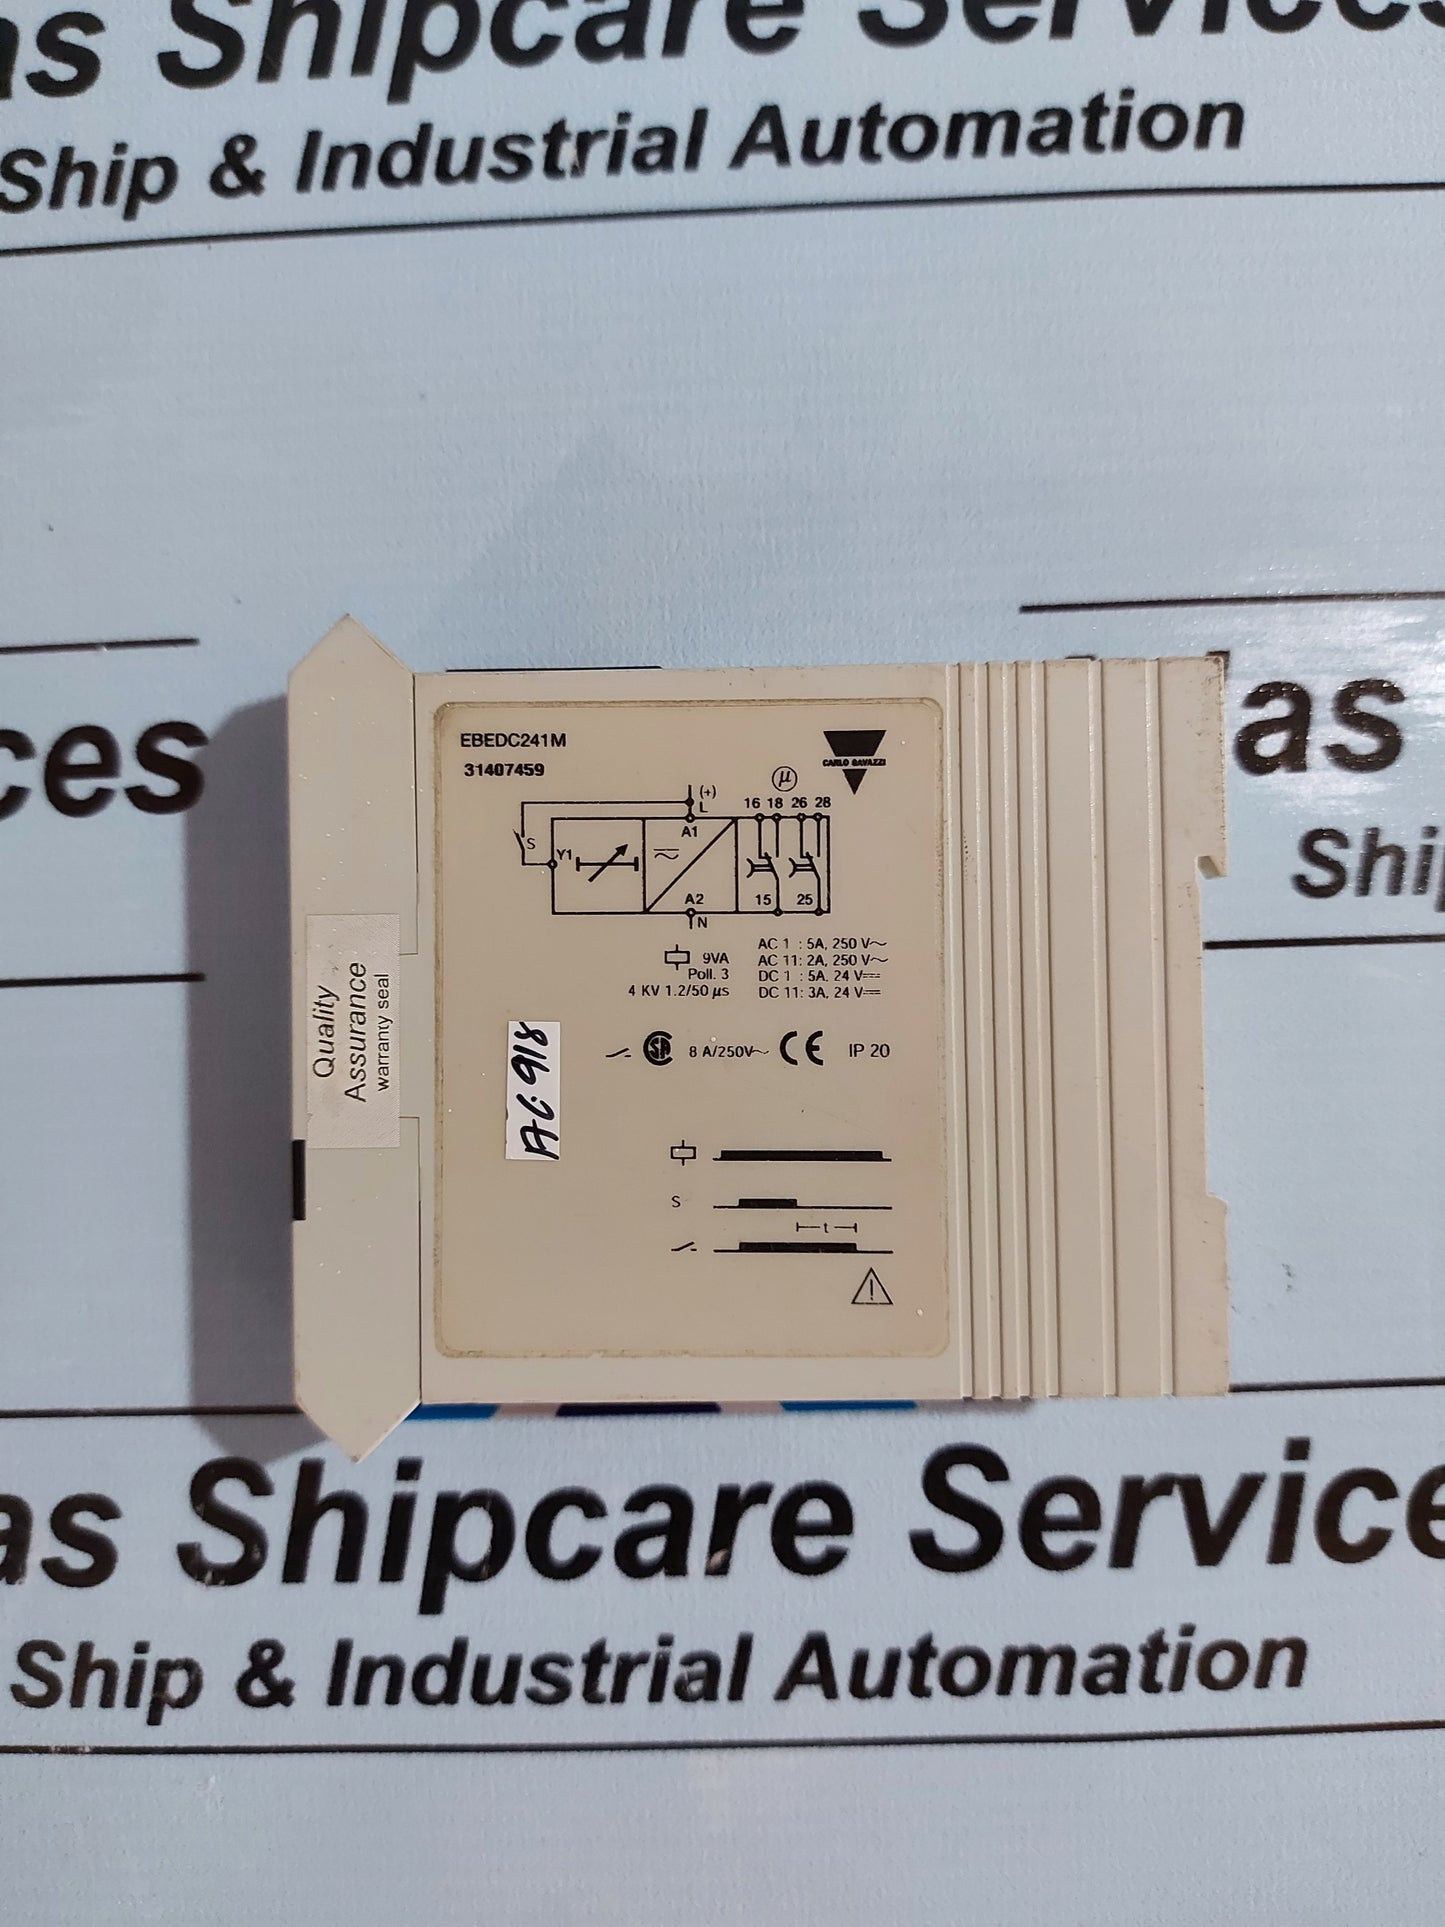 as Shipcare Services
Ship & Industrial Automation
ces
as
Ship
EBEDC241M
31407459
CARLO GAVAZZI
µ
(+)
L
16 18 26 28
A1
S
Y1
A2
15 25
N
9VA
Poll. 3
4 KV 1.2/50 µs
AC 1 : 5A, 250 V~
AC 11: 2A, 250 V~
DC 1 : 5A, 24 V⎓
DC 11: 3A, 24 V⎓
Quality
Assurance
warranty seal
AC-918
SA 8 A/250V~ CE IP 20
S
t
as Shipcare Service
Ship & Industrial Automation